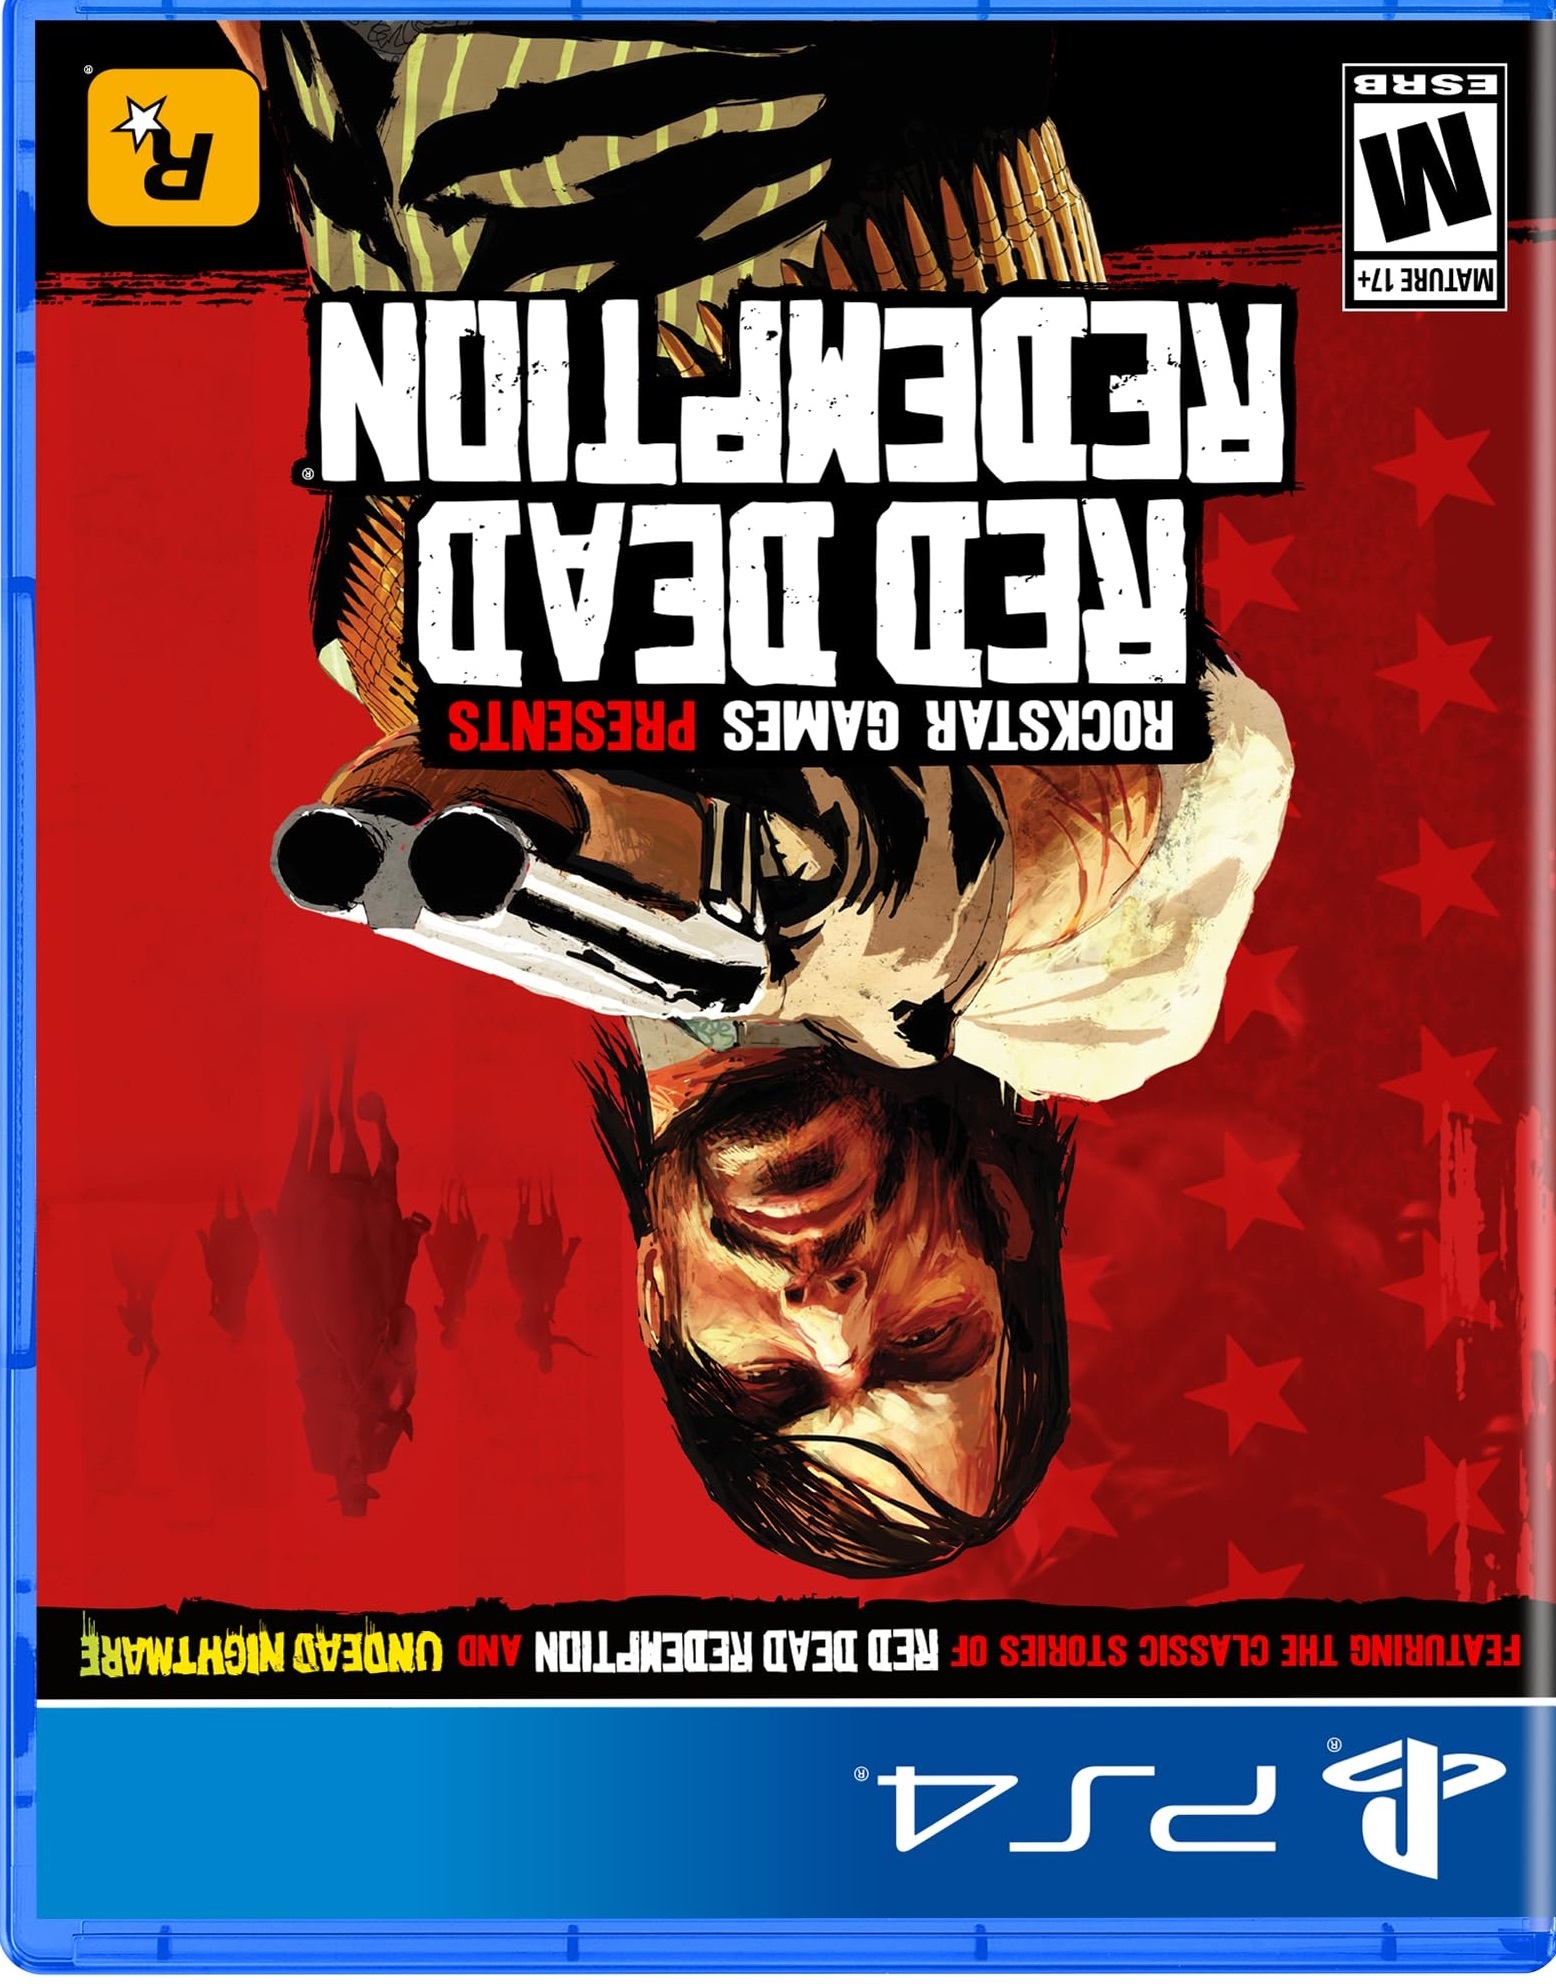 PS4®
FEATURING THE CLASSIC STORIES OF RED DEAD REDEMPTION AND UNDEAD NIGHTMARE
ROCKSTAR GAMES PRESENTS
RED DEAD
REDEMPTION®
MATURE 17+
M
ESRB
R®